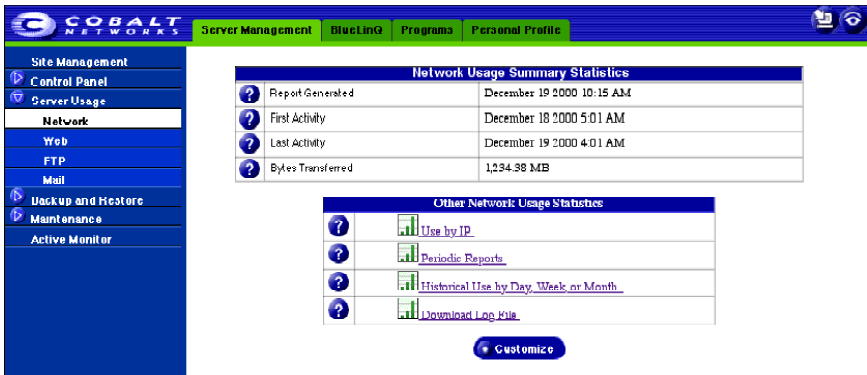 COBALT
NETWORKS
Server Management
BlueLinQ
Programs
Personal Profile
Site Management
Control Panel
Server Usage
Network
Web
FTP
Mail
Backup and Restore
Maintenance
Active Monitor
Network Usage Summary Statistics
Report Generated December 19 2000 10:15 AM
First Activity December 18 2000 5:01 AM
Last Activity December 19 2000 4:01 AM
Bytes Transferred 1,234.38 MB
Other Network Usage Statistics
Use by IP
Periodic Reports
Historical Use by Day, Week, or Month
Download Log File
Customize